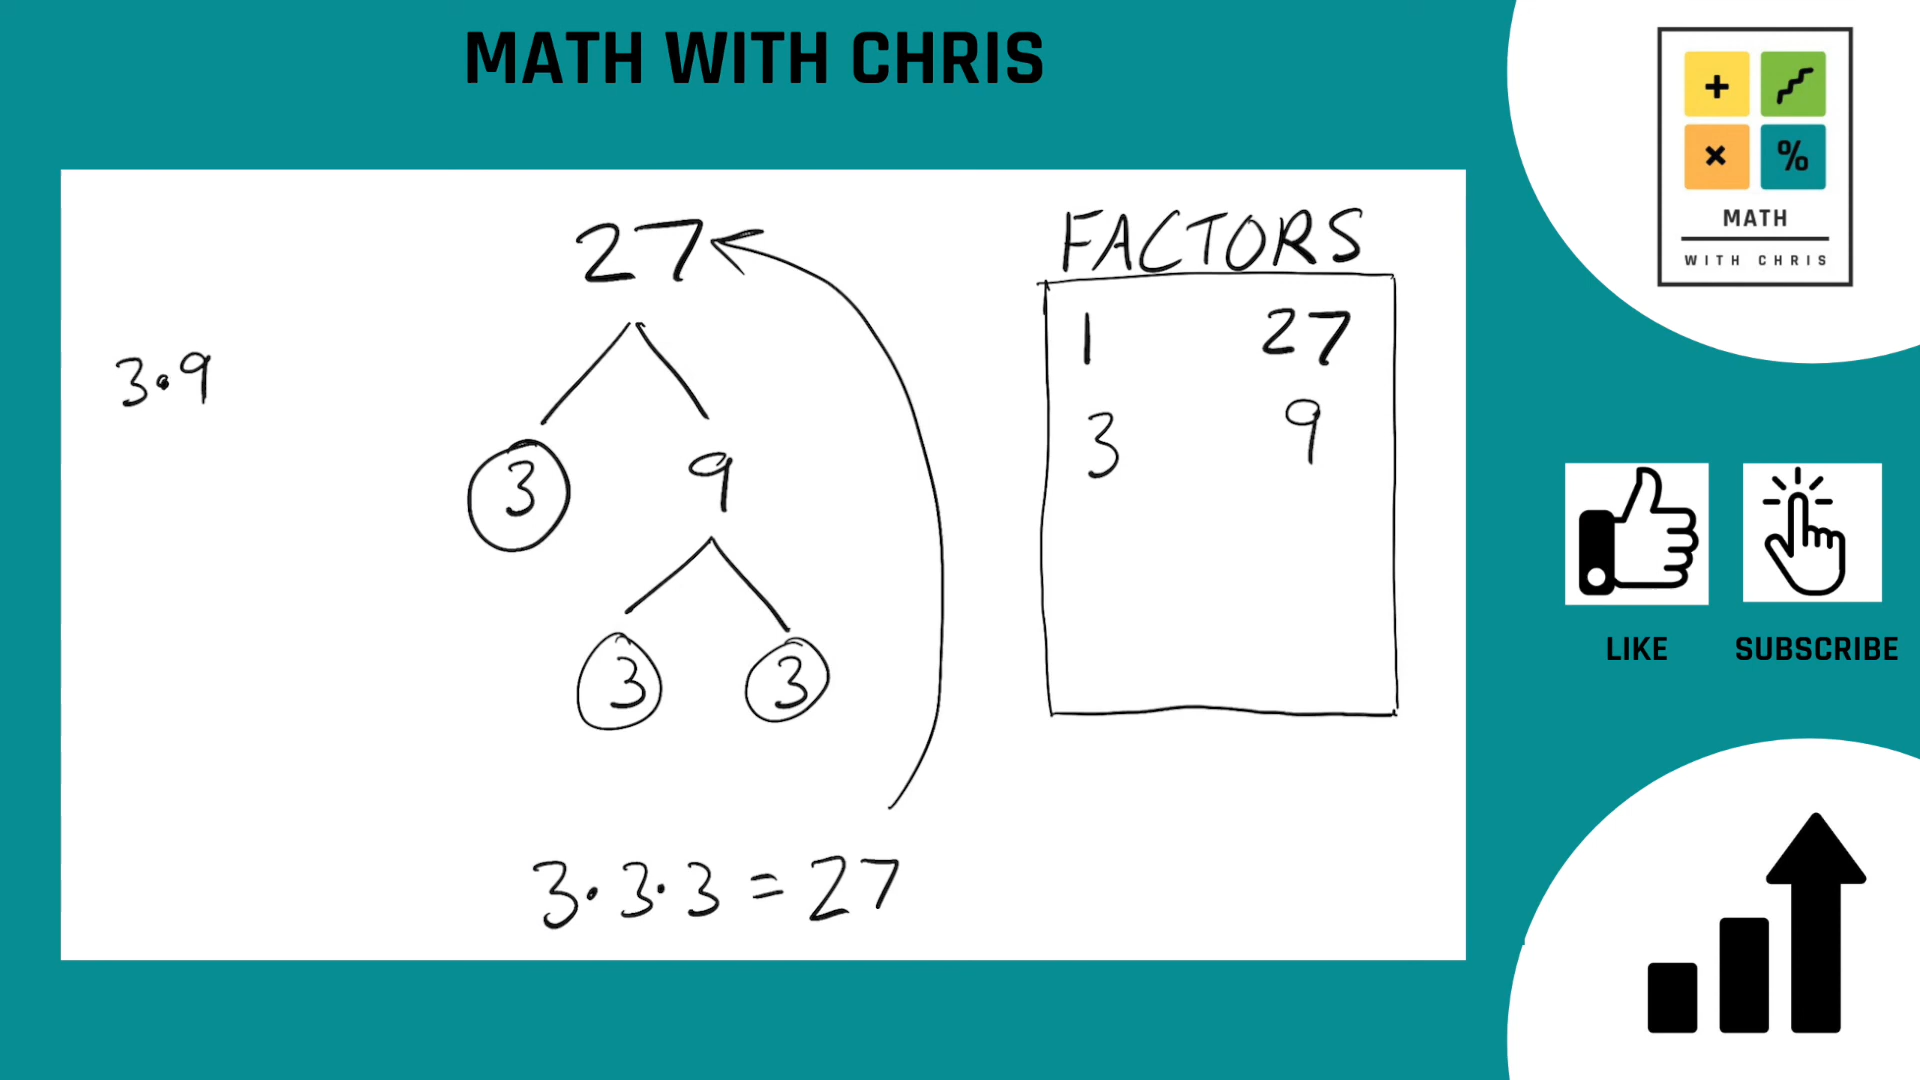 MATH WITH CHRIS
+
×
%
MATH
WITH CHRIS
27
3·9
3 9
3 3
3·3·3=27
FACTORS
1 27
3 9
LIKE
SUBSCRIBE